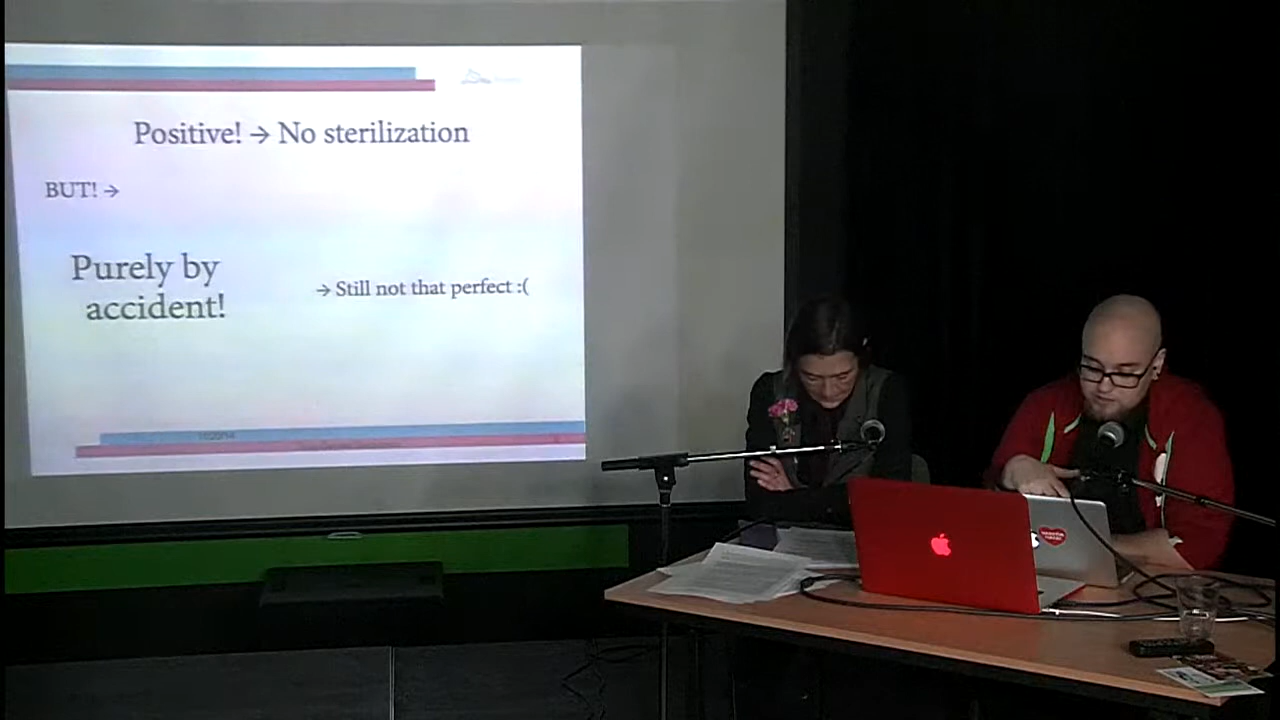 Positive! → No sterilization
BUT! →
Purely by
accident!
→ Still not that perfect :(